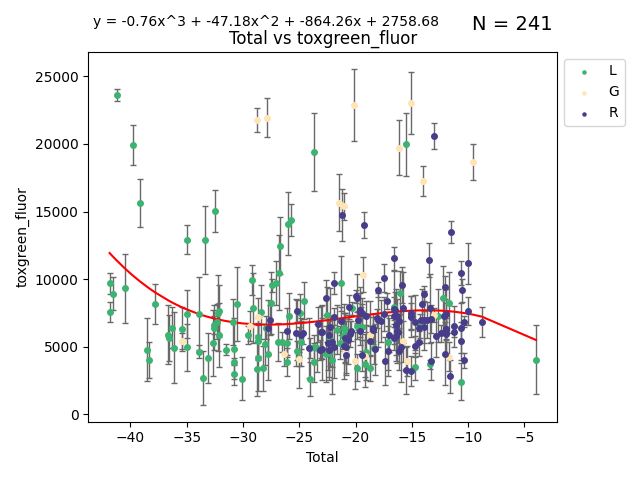 y = -0.76x^3 + -47.18x^2 + -864.26x + 2758.68
N = 241
Total vs toxgreen_fluor
L
G
R
toxgreen_fluor
25000
20000
15000
10000
5000
0
−40
−35
−30
−25
−20
−15
−10
−5
Total